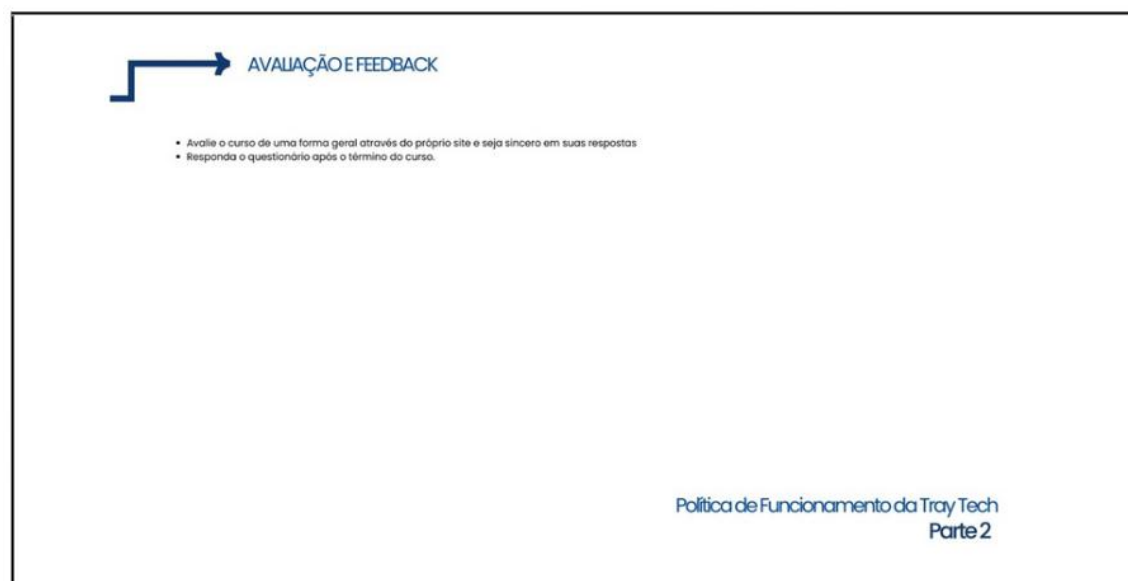 AVALIAÇÃO E FEEDBACK
• Avalie o curso de uma forma geral através do próprio site e seja sincero em suas respostas
• Responda o questionário após o término do curso.
Política de Funcionamento da Tray Tech
Parte 2